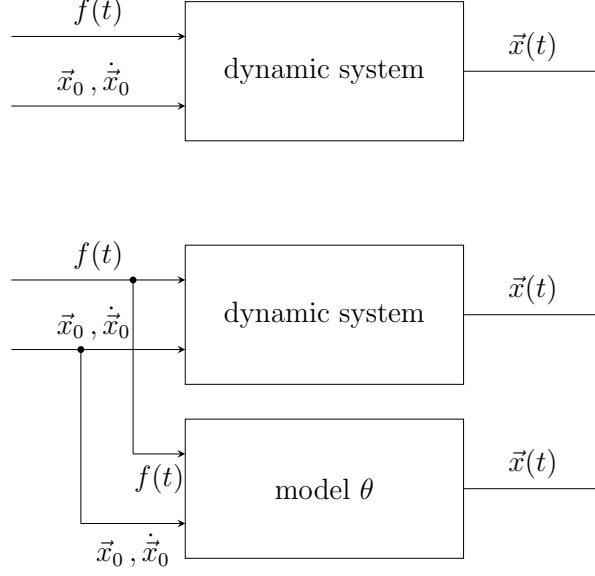 f(t)
x⃗₀ , ẋ⃗₀
dynamic system
x⃗(t)
f(t)
x⃗₀ , ẋ⃗₀
dynamic system
x⃗(t)
f(t)
x⃗₀ , ẋ⃗₀
model θ
x⃗(t)